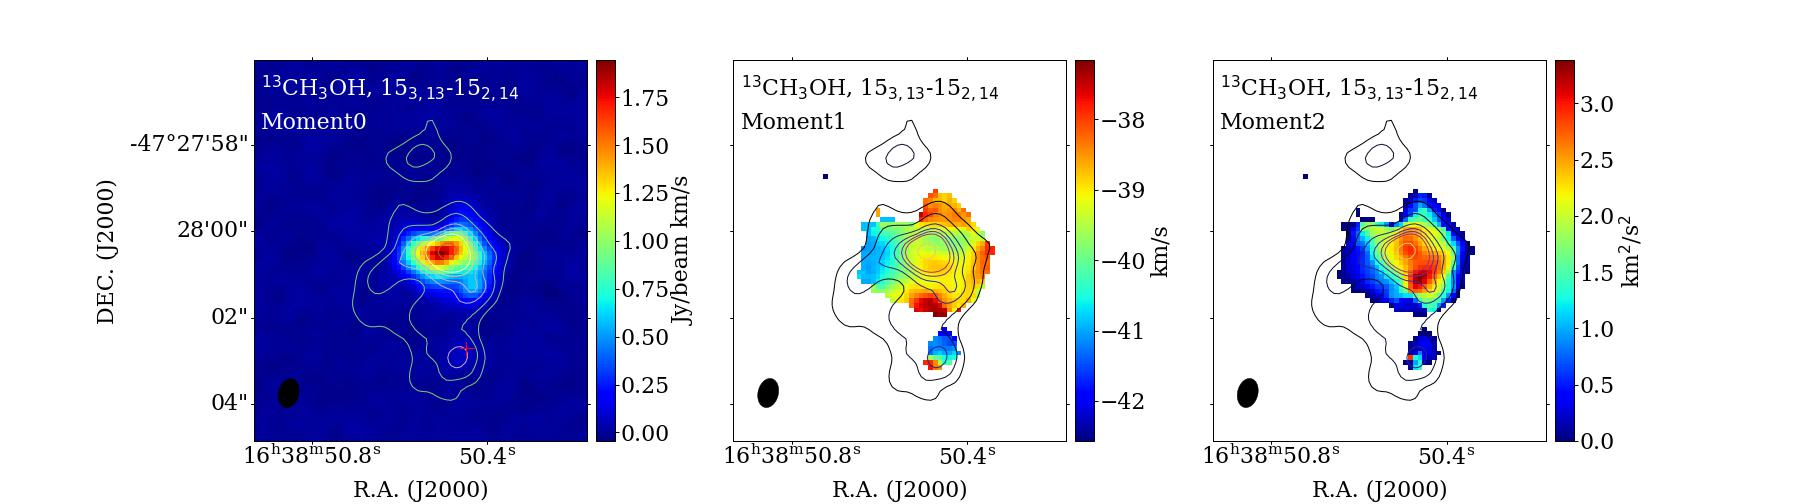 ¹³CH₃OH, 15₃,₁₃-15₂,₁₄
Moment0
DEC. (J2000)
-47°27'58"
28'00"
02"
04"
16ʰ38ᵐ50.8ˢ
50.4ˢ
R.A. (J2000)
1.75
1.50
1.25
1.00
0.75
0.50
0.25
0.00
Jy/beam km/s
¹³CH₃OH, 15₃,₁₃-15₂,₁₄
Moment1
16ʰ38ᵐ50.8ˢ
50.4ˢ
R.A. (J2000)
−38
−39
−40
−41
−42
km/s
¹³CH₃OH, 15₃,₁₃-15₂,₁₄
Moment2
16ʰ38ᵐ50.8ˢ
50.4ˢ
R.A. (J2000)
3.0
2.5
2.0
1.5
1.0
0.5
0.0
km²/s²